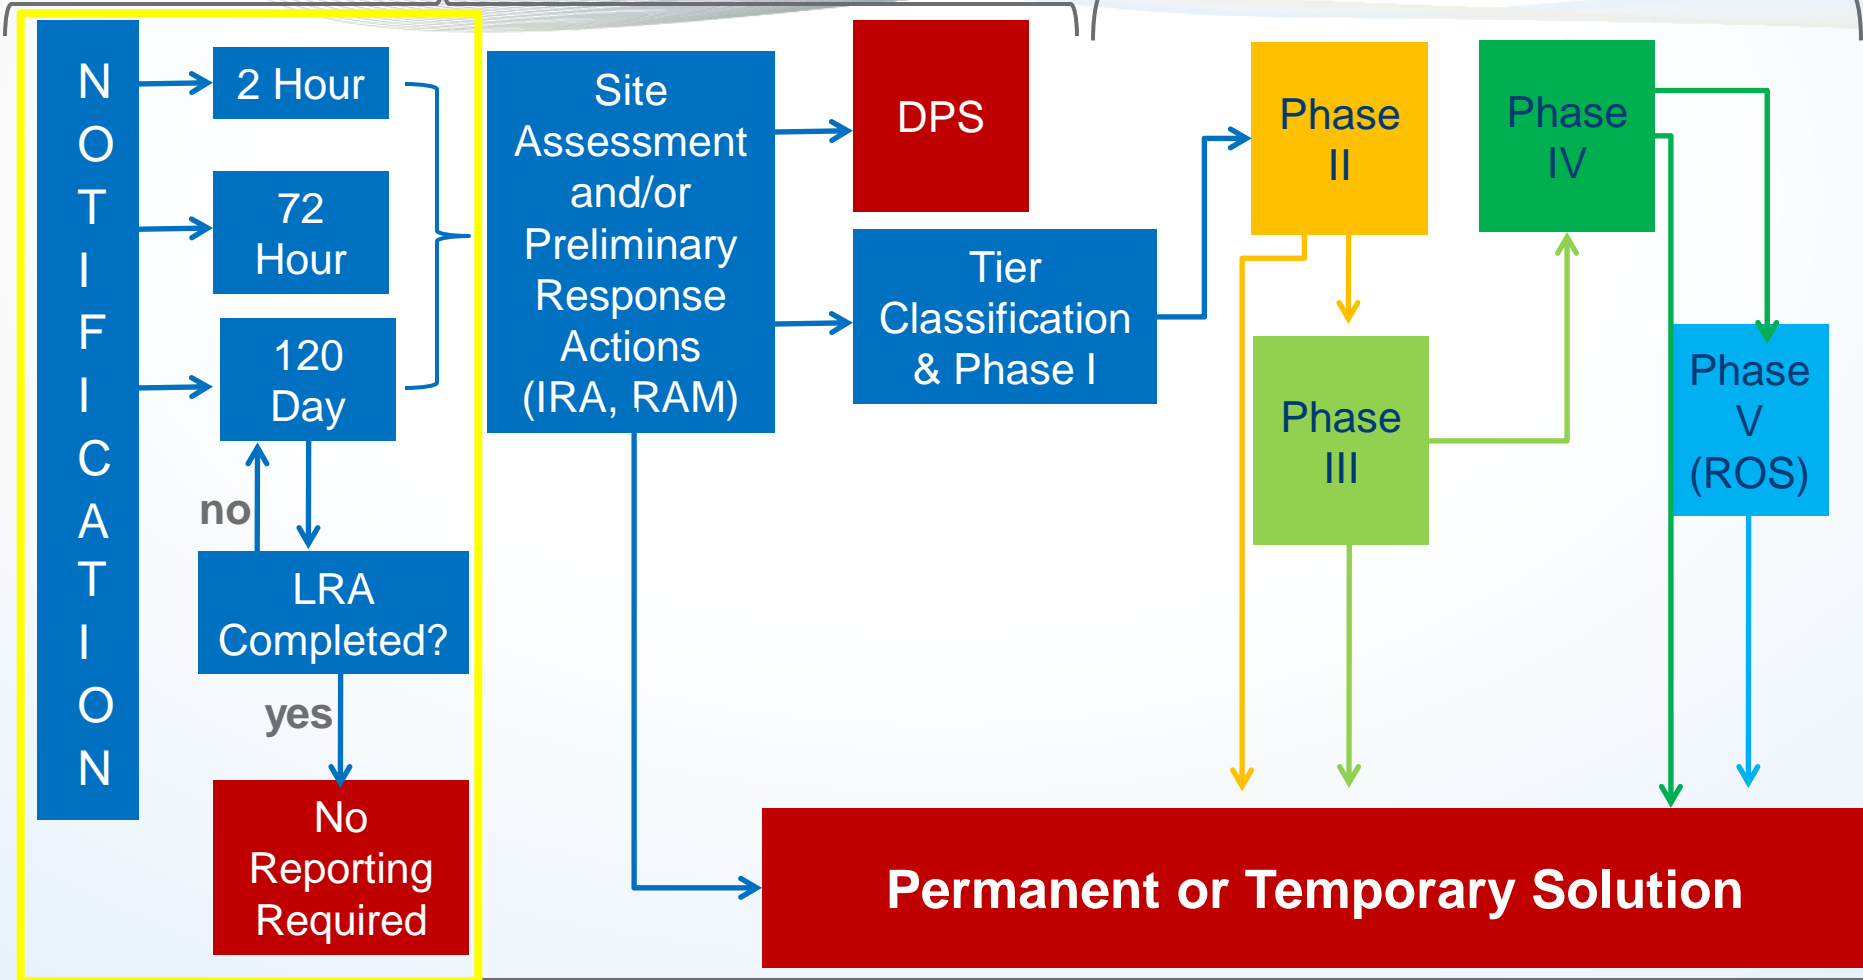 N
O
T
I
F
I
C
A
T
I
O
N
2 Hour
72
Hour
120
Day
no
LRA
Completed?
yes
No
Reporting
Required
Site
Assessment
and/or
Preliminary
Response
Actions
(IRA, RAM)
DPS
Tier
Classification
& Phase I
Phase
II
Phase
III
Phase
IV
Phase
V
(ROS)
Permanent or Temporary Solution